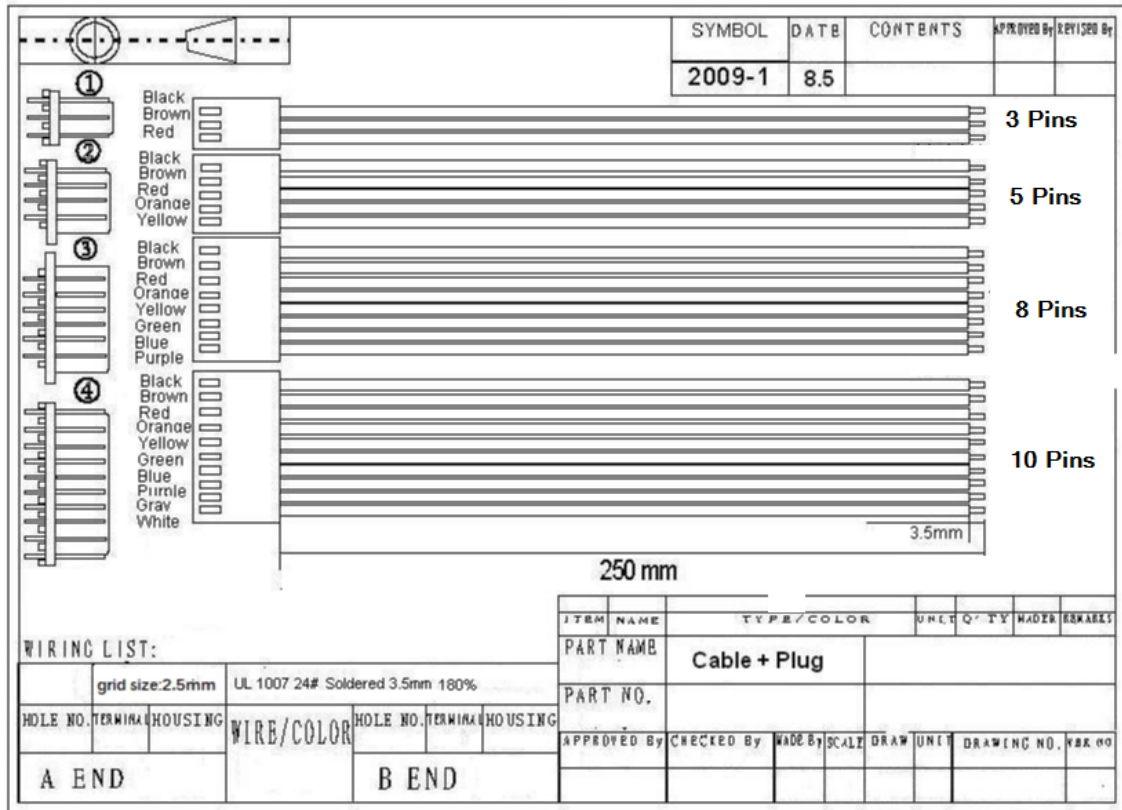 SYMBOL DATE CONTENTS APPROVED By REVISED By
2009-1 8.5
①
Black
Brown
Red
3 Pins
②
Black
Brown
Red
Orange
Yellow
5 Pins
③
Black
Brown
Red
Orange
Yellow
Green
Blue
Purple
8 Pins
④
Black
Brown
Red
Orange
Yellow
Green
Blue
Purple
Gray
White
10 Pins
3.5mm
250 mm
WIRING LIST:
grid size:2.5mm UL 1007 24# Soldered 3.5mm 180%
HOLE NO. TERMINAL HOUSING WIRE/COLOR HOLE NO. TERMINAL HOUSING
A END B END
ITEM NAME TYPE/COLOR UNIT Q'TY MADER REMARKS
PART NAME Cable + Plug
PART NO.
APPROVED By CHECKED By MADE By SCALE DRAW UNIT DRAWING NO.